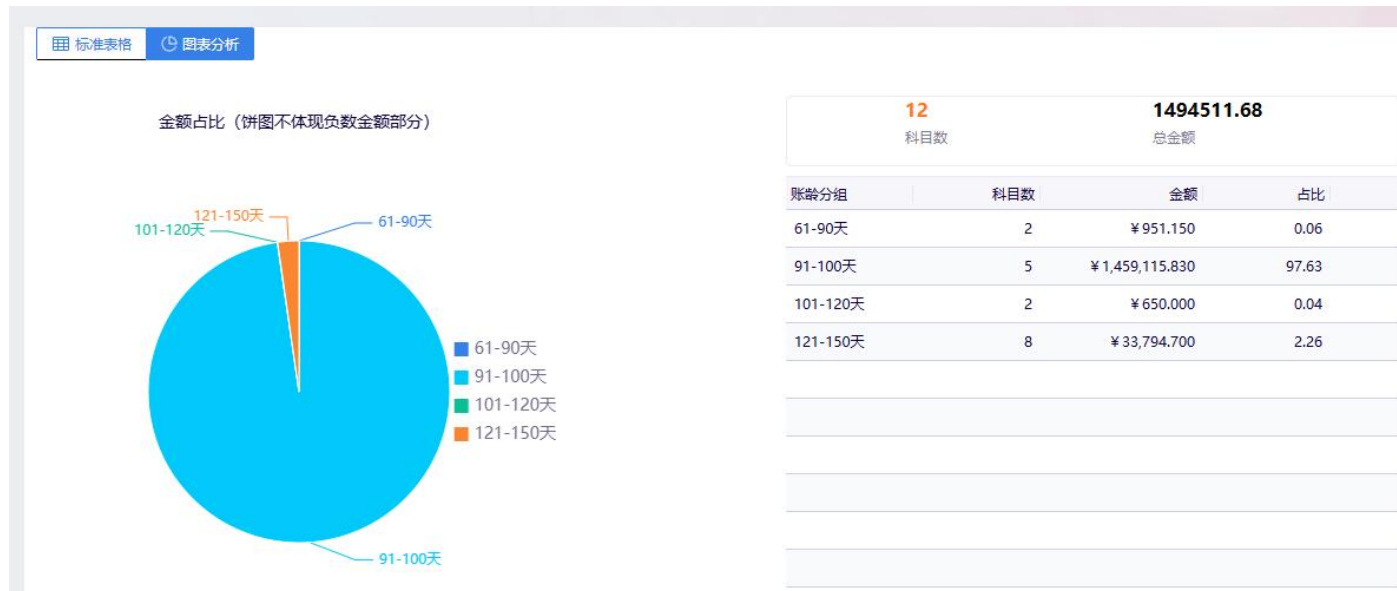 标准表格 图表分析
金额占比（饼图不体现负数金额部分）
121-150天
101-120天
61-90天
91-100天
61-90天
91-100天
101-120天
121-150天
12 1494511.68
科目数 总金额
账龄分组 科目数 金额 占比
61-90天 2 ¥951.150 0.06
91-100天 5 ¥1,459,115.830 97.63
101-120天 2 ¥650.000 0.04
121-150天 8 ¥33,794.700 2.26